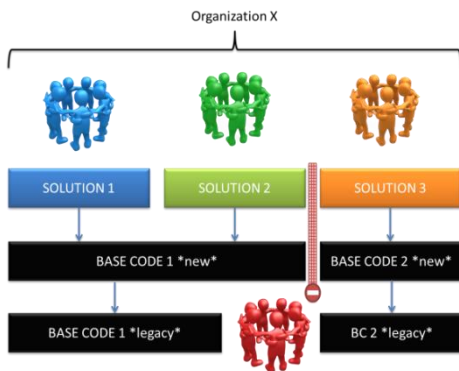 Organization X
SOLUTION 1
SOLUTION 2
SOLUTION 3
BASE CODE 1 *new*
BASE CODE 2 *new*
BASE CODE 1 *legacy*
BC 2 *legacy*